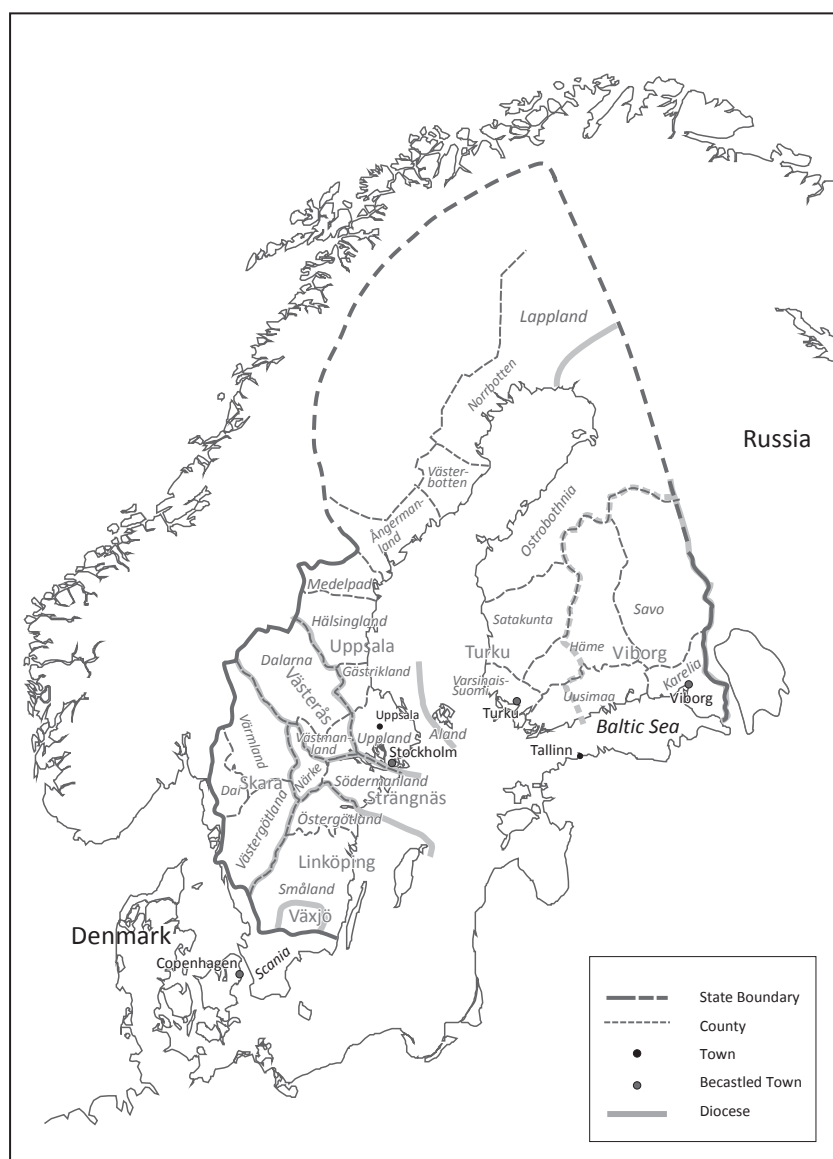 Lappland
Norrbotten
Russia
Väster-
botten
Ångerman-
land
Ostrobothnia
Medelpad
Hälsingland
Uppsala
Satakunta
Savo
Dalarna
Västerås
Gästrikland
Turku
Häme
Viborg
Varsinais-
Suomi
Karelia
Viborg
Uusimaa
Turku
Värmland
Västman-
land
Uppsala
Uppland
Åland
Baltic Sea
Stockholm
Tallinn
Dal
Skara
Närke
Södermanland
Strängnäs
Västergötlana
Östergötland
Linköping
Småland
Växjö
Denmark
Copenhagen
Scania
State Boundary
County
Town
Becastled Town
Diocese